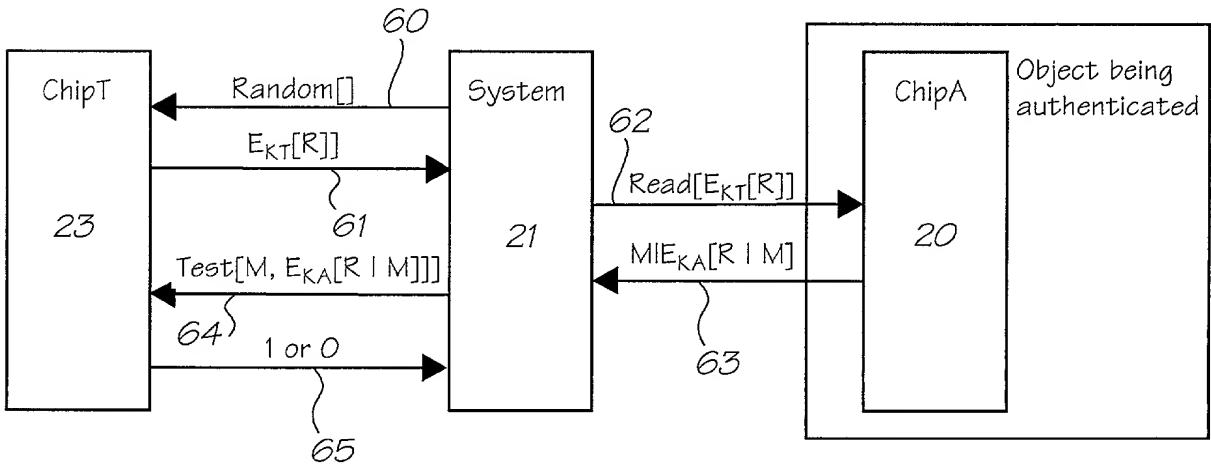 60
ChipT
Random[]
System
ChipA
Object being
authenticated
E_KT[R]]
62
Read[E_KT[R]]
23
61
21
20
Test[M, E_KA[R | M]]]
MIE_KA[R | M]
64
63
1 or 0
65